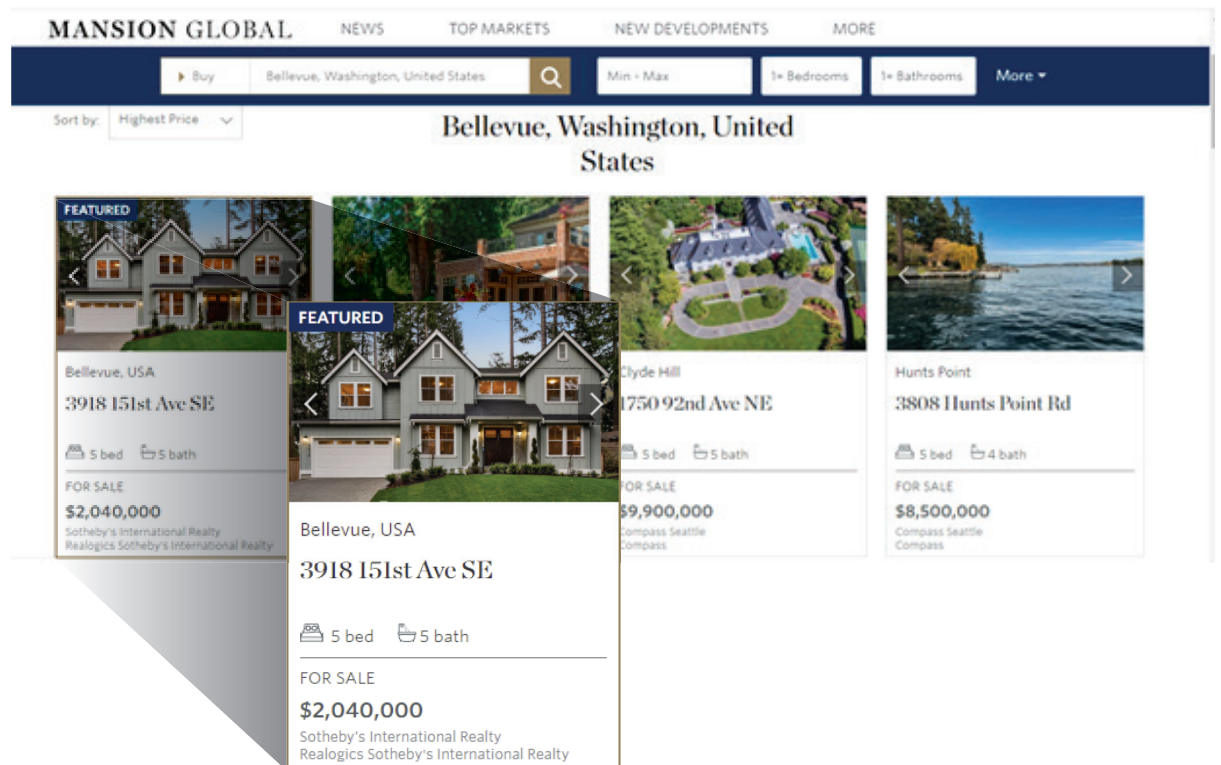 MANSION GLOBAL NEWS TOP MARKETS NEW DEVELOPMENTS MORE
Buy Bellevue, Washington, United States Min - Max 1+ Bedrooms 1+ Bathrooms More
Sort by: Highest Price
Bellevue, Washington, United
States
FEATURED
Bellevue, USA
3918 151st Ave SE
5 bed 5 bath
FOR SALE
$2,040,000
Sotheby's International Realty
Realogics Sotheby's International Realty
FEATURED
Bellevue, USA
3918 151st Ave SE
5 bed 5 bath
FOR SALE
$2,040,000
Sotheby's International Realty
Realogics Sotheby's International Realty
Clyde Hill
1750 92nd Ave NE
5 bed 5 bath
FOR SALE
$9,900,000
Compass Seattle
Compass
Hunts Point
3808 Hunts Point Rd
5 bed 4 bath
FOR SALE
$8,500,000
Compass Seattle
Compass